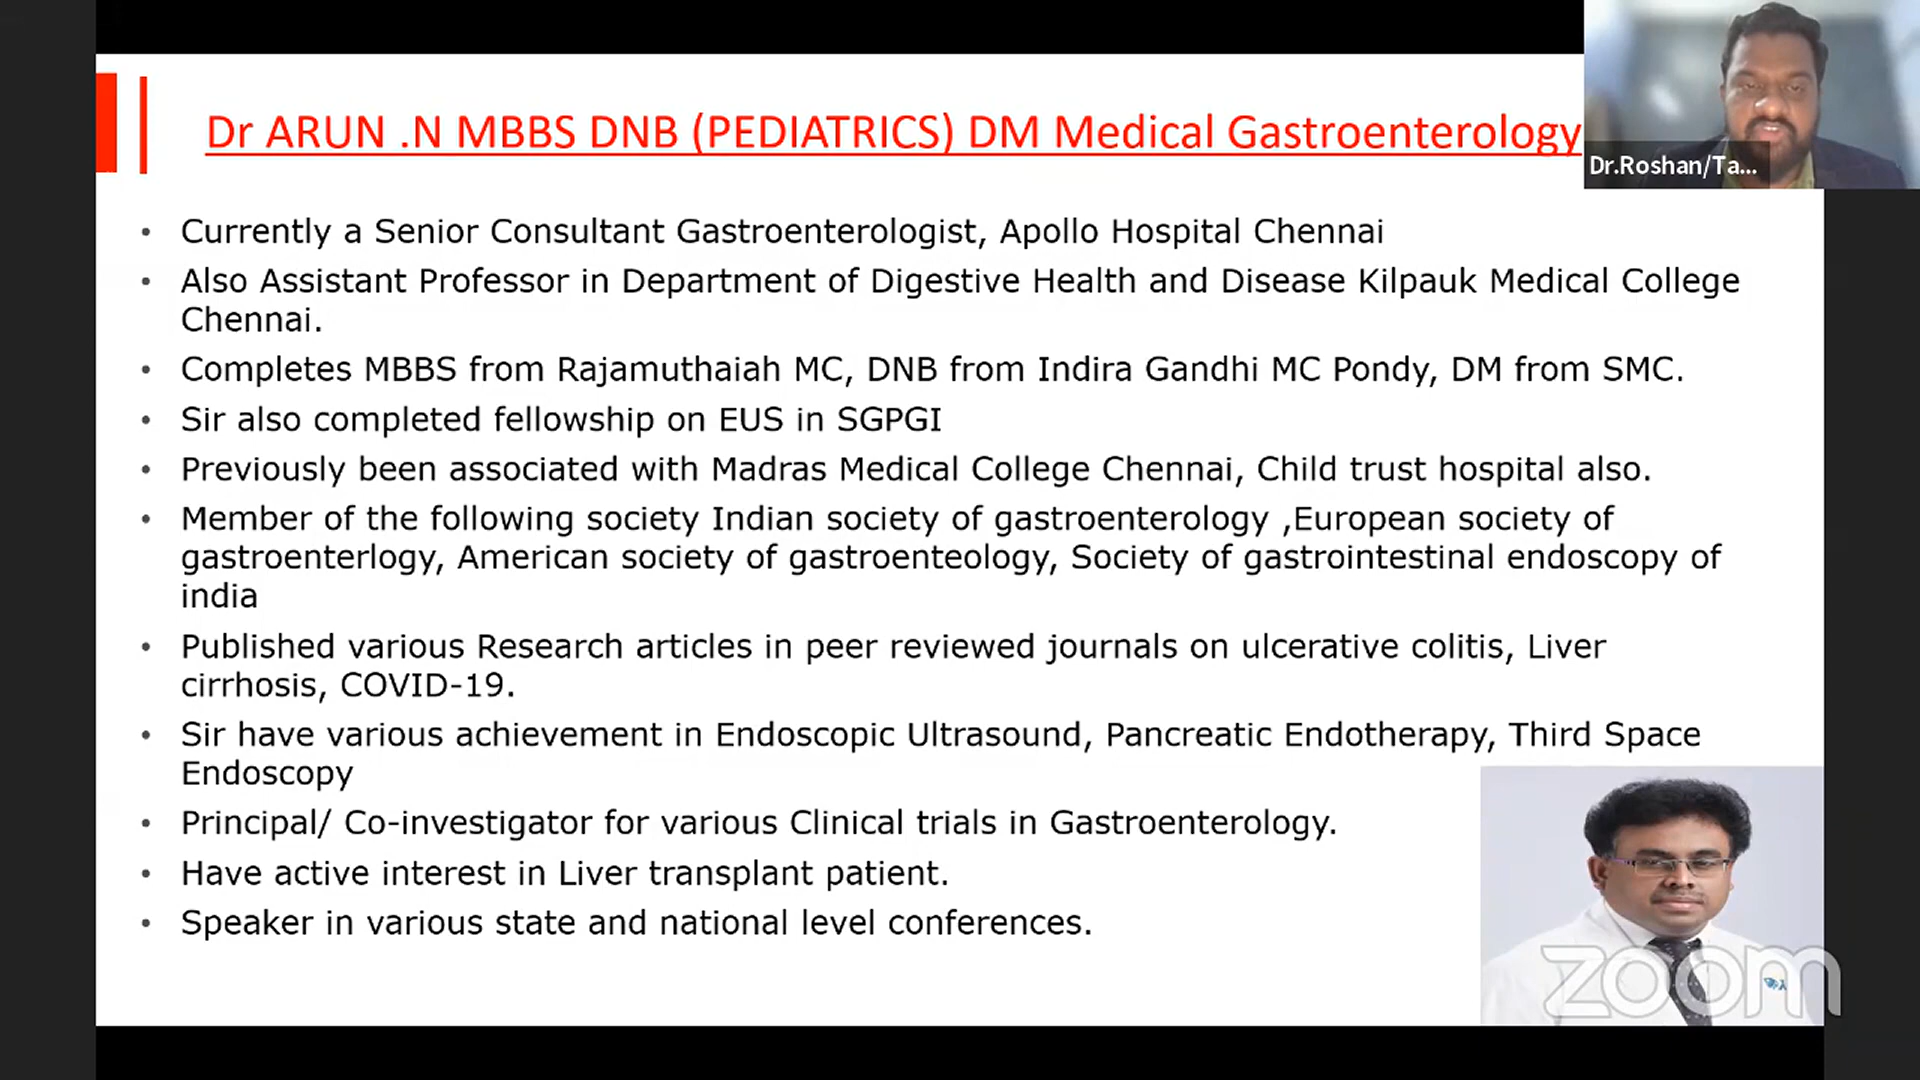 Dr ARUN .N MBBS DNB (PEDIATRICS) DM Medical Gastroenterology
Dr.Roshan/Ta...
• Currently a Senior Consultant Gastroenterologist, Apollo Hospital Chennai
• Also Assistant Professor in Department of Digestive Health and Disease Kilpauk Medical College
Chennai.
• Completes MBBS from Rajamuthaiah MC, DNB from Indira Gandhi MC Pondy, DM from SMC.
• Sir also completed fellowship on EUS in SGPGI
• Previously been associated with Madras Medical College Chennai, Child trust hospital also.
• Member of the following society Indian society of gastroenterology ,European society of
gastroenterlogy, American society of gastroenteology, Society of gastrointestinal endoscopy of
india
• Published various Research articles in peer reviewed journals on ulcerative colitis, Liver
cirrhosis, COVID-19.
• Sir have various achievement in Endoscopic Ultrasound, Pancreatic Endotherapy, Third Space
Endoscopy
• Principal/ Co-investigator for various Clinical trials in Gastroenterology.
• Have active interest in Liver transplant patient.
• Speaker in various state and national level conferences.
zoom